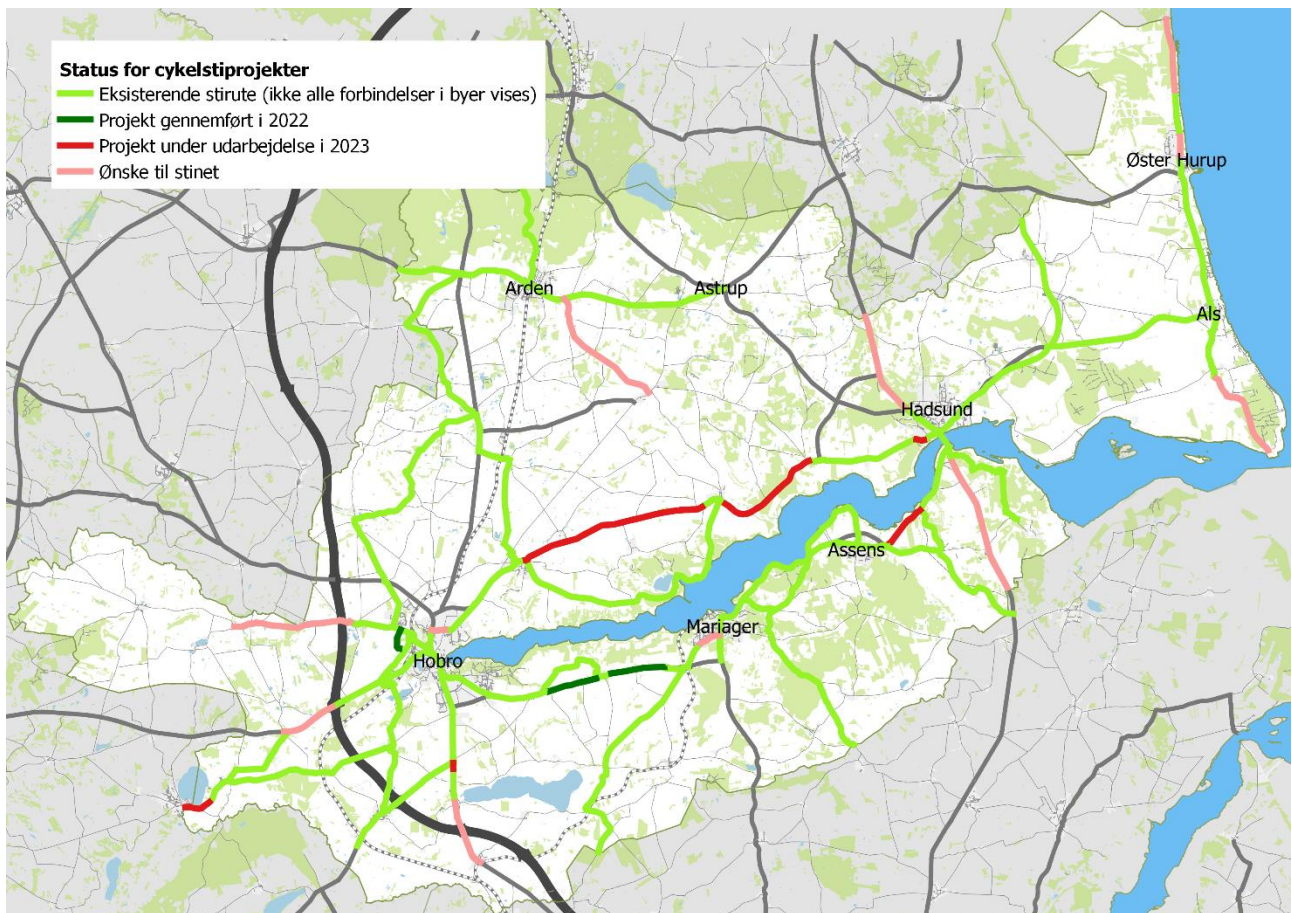 Status for cykelstiprojekter
Eksisterende stirute (ikke alle forbindelser i byer vises)
Projekt gennemført i 2022
Projekt under udarbejdelse i 2023
Ønske til stinet
Øster Hurup
Arden
Astrup
Als
Hadsund
Assens
Mariager
Hobro